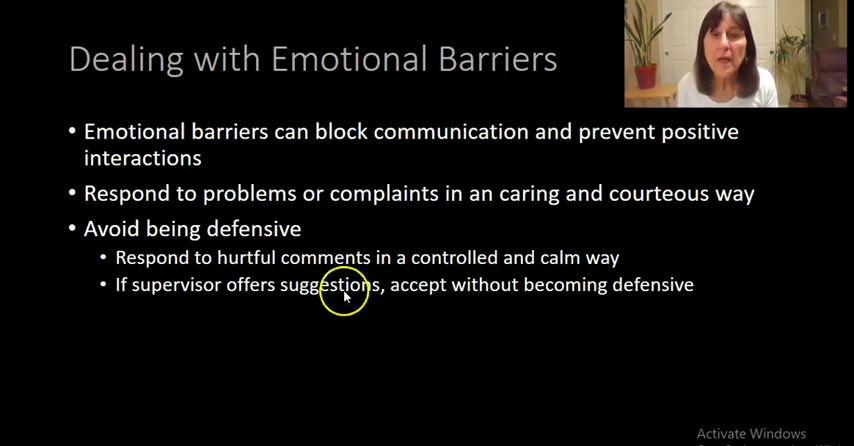 Dealing with Emotional Barriers
• Emotional barriers can block communication and prevent positive
interactions
• Respond to problems or complaints in an caring and courteous way
• Avoid being defensive
• Respond to hurtful comments in a controlled and calm way
• If supervisor offers suggestions, accept without becoming defensive
Activate Windows